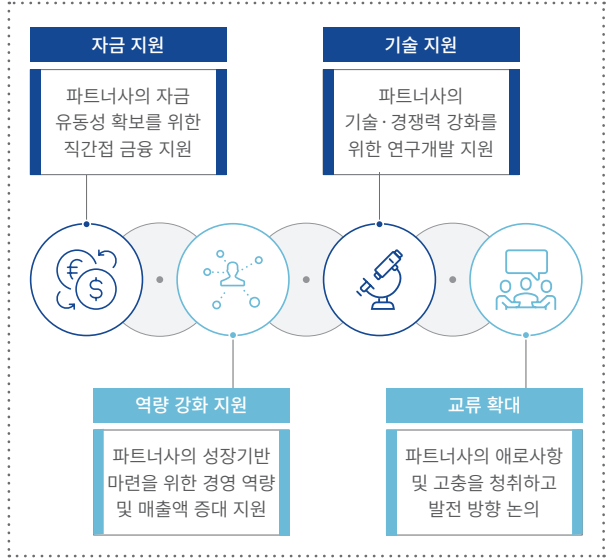 자금 지원
파트너사의 자금
유동성 확보를 위한
직간접 금융 지원
기술 지원
파트너사의
기술·경쟁력 강화를
위한 연구개발 지원
€
$
역량 강화 지원
파트너사의 성장기반
마련을 위한 경영 역량
및 매출액 증대 지원
교류 확대
파트너사의 애로사항
및 고충을 청취하고
발전 방향 논의